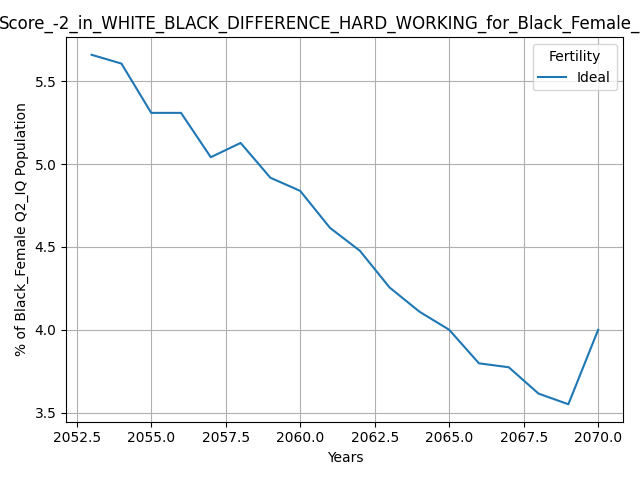 Score_-2_in_WHITE_BLACK_DIFFERENCE_HARD_WORKING_for_Black_Female_
Fertility
Ideal
5.5
5.0
4.5
4.0
3.5
% of Black_Female Q2_IQ Population
2052.5 2055.0 2057.5 2060.0 2062.5 2065.0 2067.5 2070.0
Years